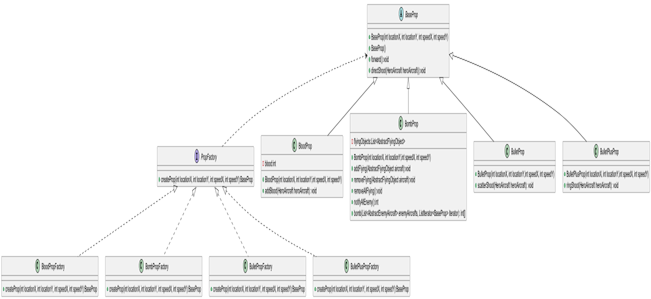 BaseProp
BaseProp(int locationX, int locationY, int speedX, int speedY)
BaseProp()
forward() void
directShoot(HeroAircraft heroAircraft) void
PropFactory
createProp(int locationX, int locationY, int speedX, int speedY) BaseProp
BloodProp
blood:int
BloodProp(int locationX, int locationY, int speedX, int speedY)
addBlood(HeroAircraft heroAircraft): void
BombProp
flyingObjects:List<AbstractFlyingObject>
BombProp(int locationX, int locationY, int speedX, int speedY)
addFlying(AbstractFlyingObject aircraft) void
removeFlying(AbstractFlyingObject aircraft) void
removeAllFlying() void
notifyAllEnemy() int
bomb(List<AbstractEnemyAircraft> enemyAircrafts, ListIterator<BaseProp> iterator): int[]
BulletProp
BulletProp(int locationX, int locationY, int speedX, int speedY)
scatterShoot(HeroAircraft heroAircraft): void
BulletPlusProp
BulletPlusProp(int locationX, int locationY, int speedX, int speedY)
ringShoot(HeroAircraft heroAircraft): void
BloodPropFactory
createProp(int locationX, int locationY, int speedX, int speedY) BaseProp
BombPropFactory
createProp(int locationX, int locationY, int speedX, int speedY) BaseProp
BulletPropFactory
createProp(int locationX, int locationY, int speedX, int speedY) BaseProp
BulletPlusPropFactory
createProp(int locationX, int locationY, int speedX, int speedY) BaseProp